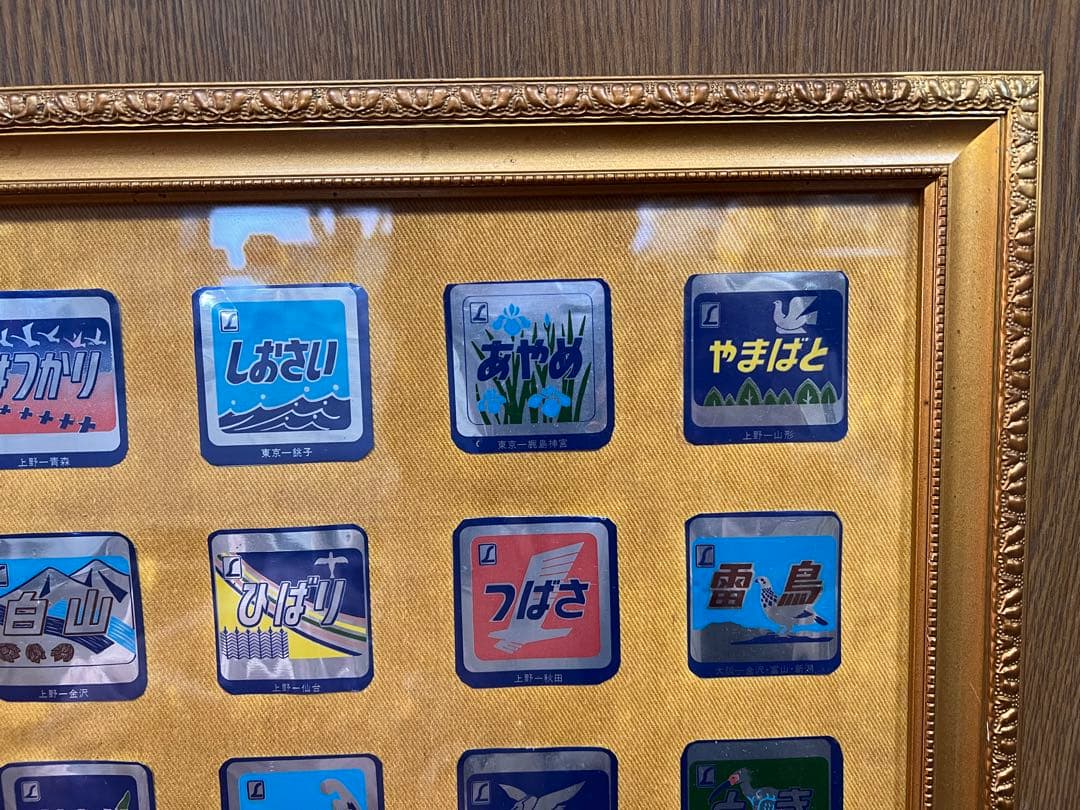 はつかり
上野ー青森
しおさい
東京ー銚子
あやめ
東京ー鹿島神宮
やまばと
上野ー山形
白山
上野ー金沢
ひばり
上野ー仙台
つばさ
上野ー秋田
雷鳥
大阪ー金沢・富山・新潟